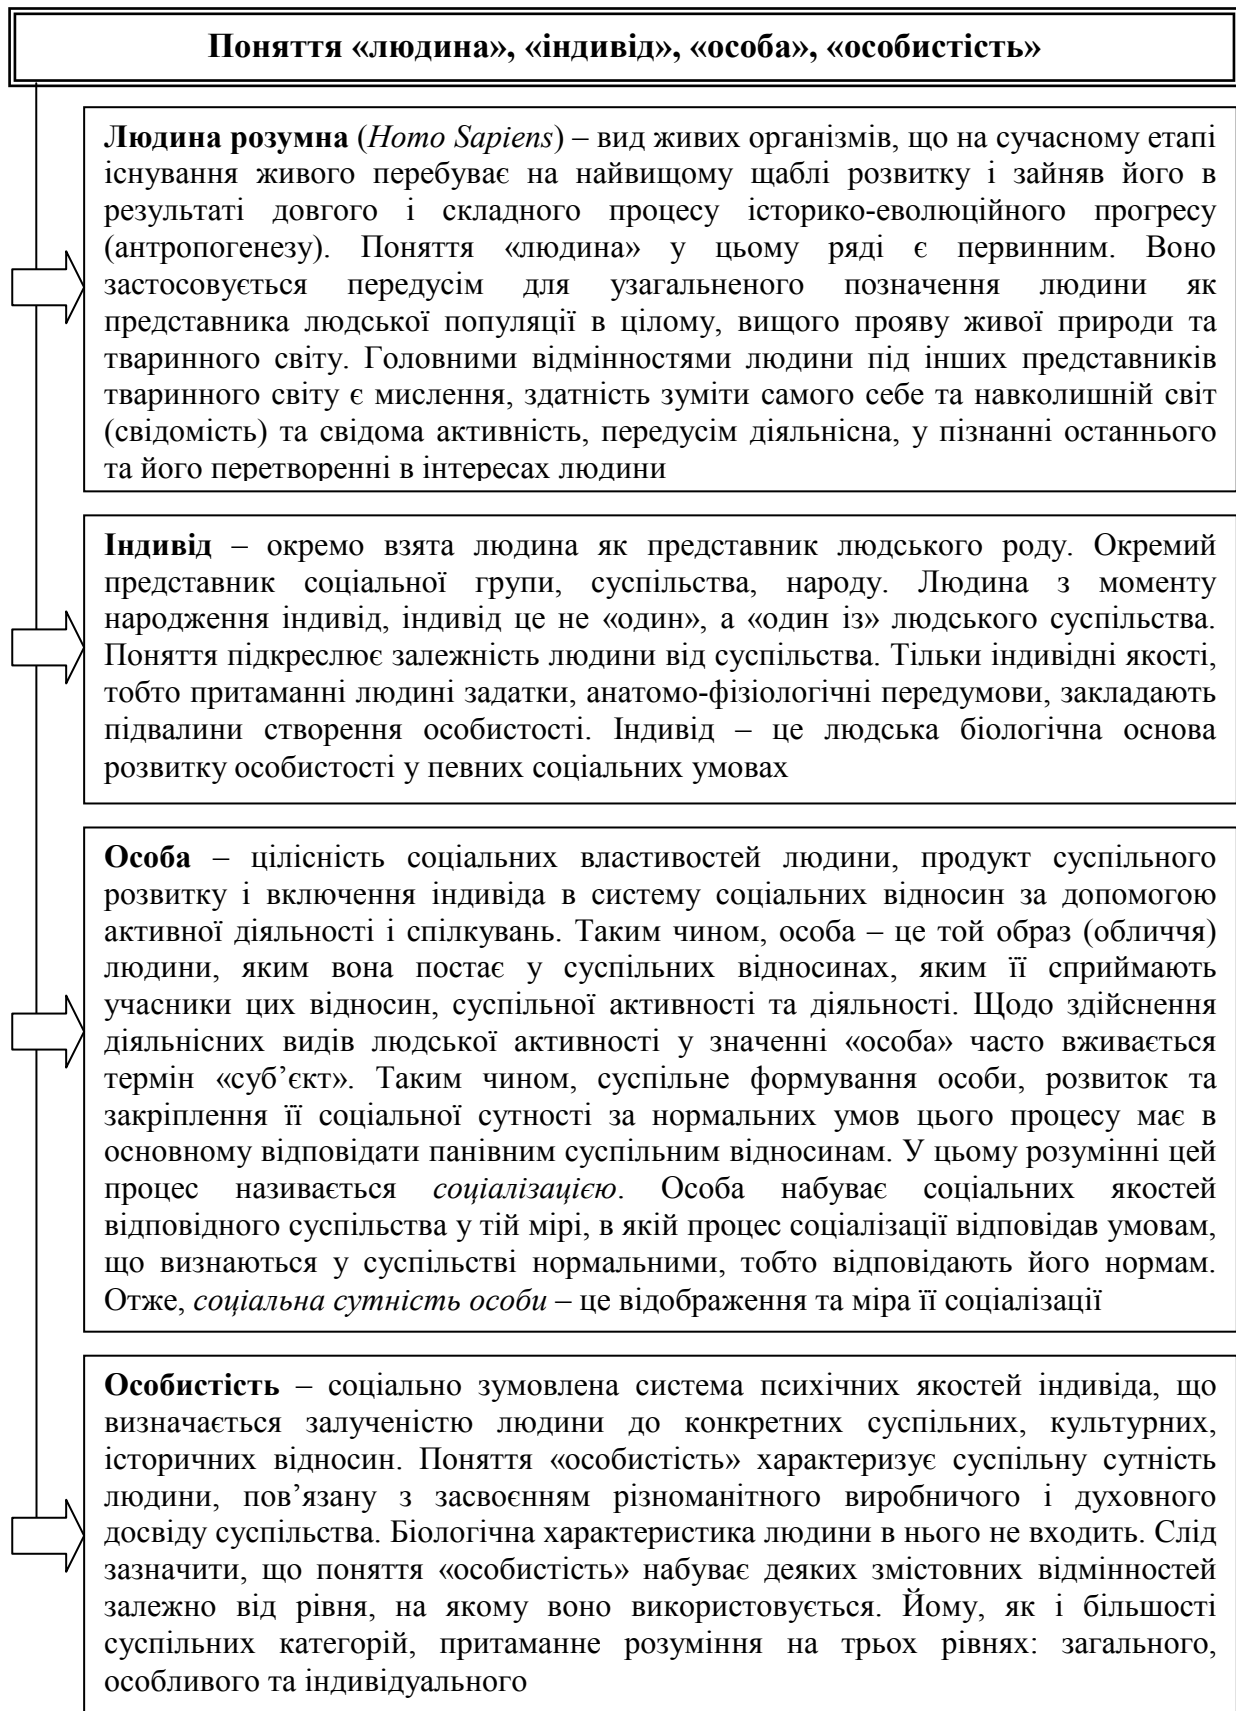 Поняття «людина», «індивід», «особа», «особистість»
Людина розумна (Homo Sapiens) – вид живих організмів, що на сучасному етапі
існування живого перебуває на найвищому щаблі розвитку і зайняв його в
результаті довгого і складного процесу історико-еволюційного прогресу
(антропогенезу). Поняття «людина» у цьому ряді є первинним. Воно
застосовується передусім для узагальненого позначення людини як
представника людської популяції в цілому, вищого прояву живої природи та
тваринного світу. Головними відмінностями людини під інших представників
тваринного світу є мислення, здатність зуміти самого себе та навколишній світ
(свідомість) та свідома активність, передусім діяльнісна, у пізнанні останнього
та його перетворенні в інтересах людини
Індивід – окремо взята людина як представник людського роду. Окремий
представник соціальної групи, суспільства, народу. Людина з моменту
народження індивід, індивід це не «один», а «один із» людського суспільства.
Поняття підкреслює залежність людини від суспільства. Тільки індивідні якості,
тобто притаманні людині задатки, анатомо-фізіологічні передумови, закладають
підвалини створення особистості. Індивід – це людська біологічна основа
розвитку особистості у певних соціальних умовах
Особа – цілісність соціальних властивостей людини, продукт суспільного
розвитку і включення індивіда в систему соціальних відносин за допомогою
активної діяльності і спілкувань. Таким чином, особа – це той образ (обличчя)
людини, яким вона постає у суспільних відносинах, яким її сприймають
учасники цих відносин, суспільної активності та діяльності. Щодо здійснення
діяльнісних видів людської активності у значенні «особа» часто вживається
термін «суб’єкт». Таким чином, суспільне формування особи, розвиток та
закріплення її соціальної сутності за нормальних умов цього процесу має в
основному відповідати панівним суспільним відносинам. У цьому розумінні цей
процес називається соціалізацією. Особа набуває соціальних якостей
відповідного суспільства у тій мірі, в якій процес соціалізації відповідав умовам,
що визнаються у суспільстві нормальними, тобто відповідають його нормам.
Отже, соціальна сутність особи – це відображення та міра її соціалізації
Особистість – соціально зумовлена система психічних якостей індивіда, що
визначається залученістю людини до конкретних суспільних, культурних,
історичних відносин. Поняття «особистість» характеризує суспільну сутність
людини, пов’язану з засвоєнням різноманітного виробничого і духовного
досвіду суспільства. Біологічна характеристика людини в нього не входить. Слід
зазначити, що поняття «особистість» набуває деяких змістовних відмінностей
залежно від рівня, на якому воно використовується. Йому, як і більшості
суспільних категорій, притаманне розуміння на трьох рівнях: загального,
особливого та індивідуального